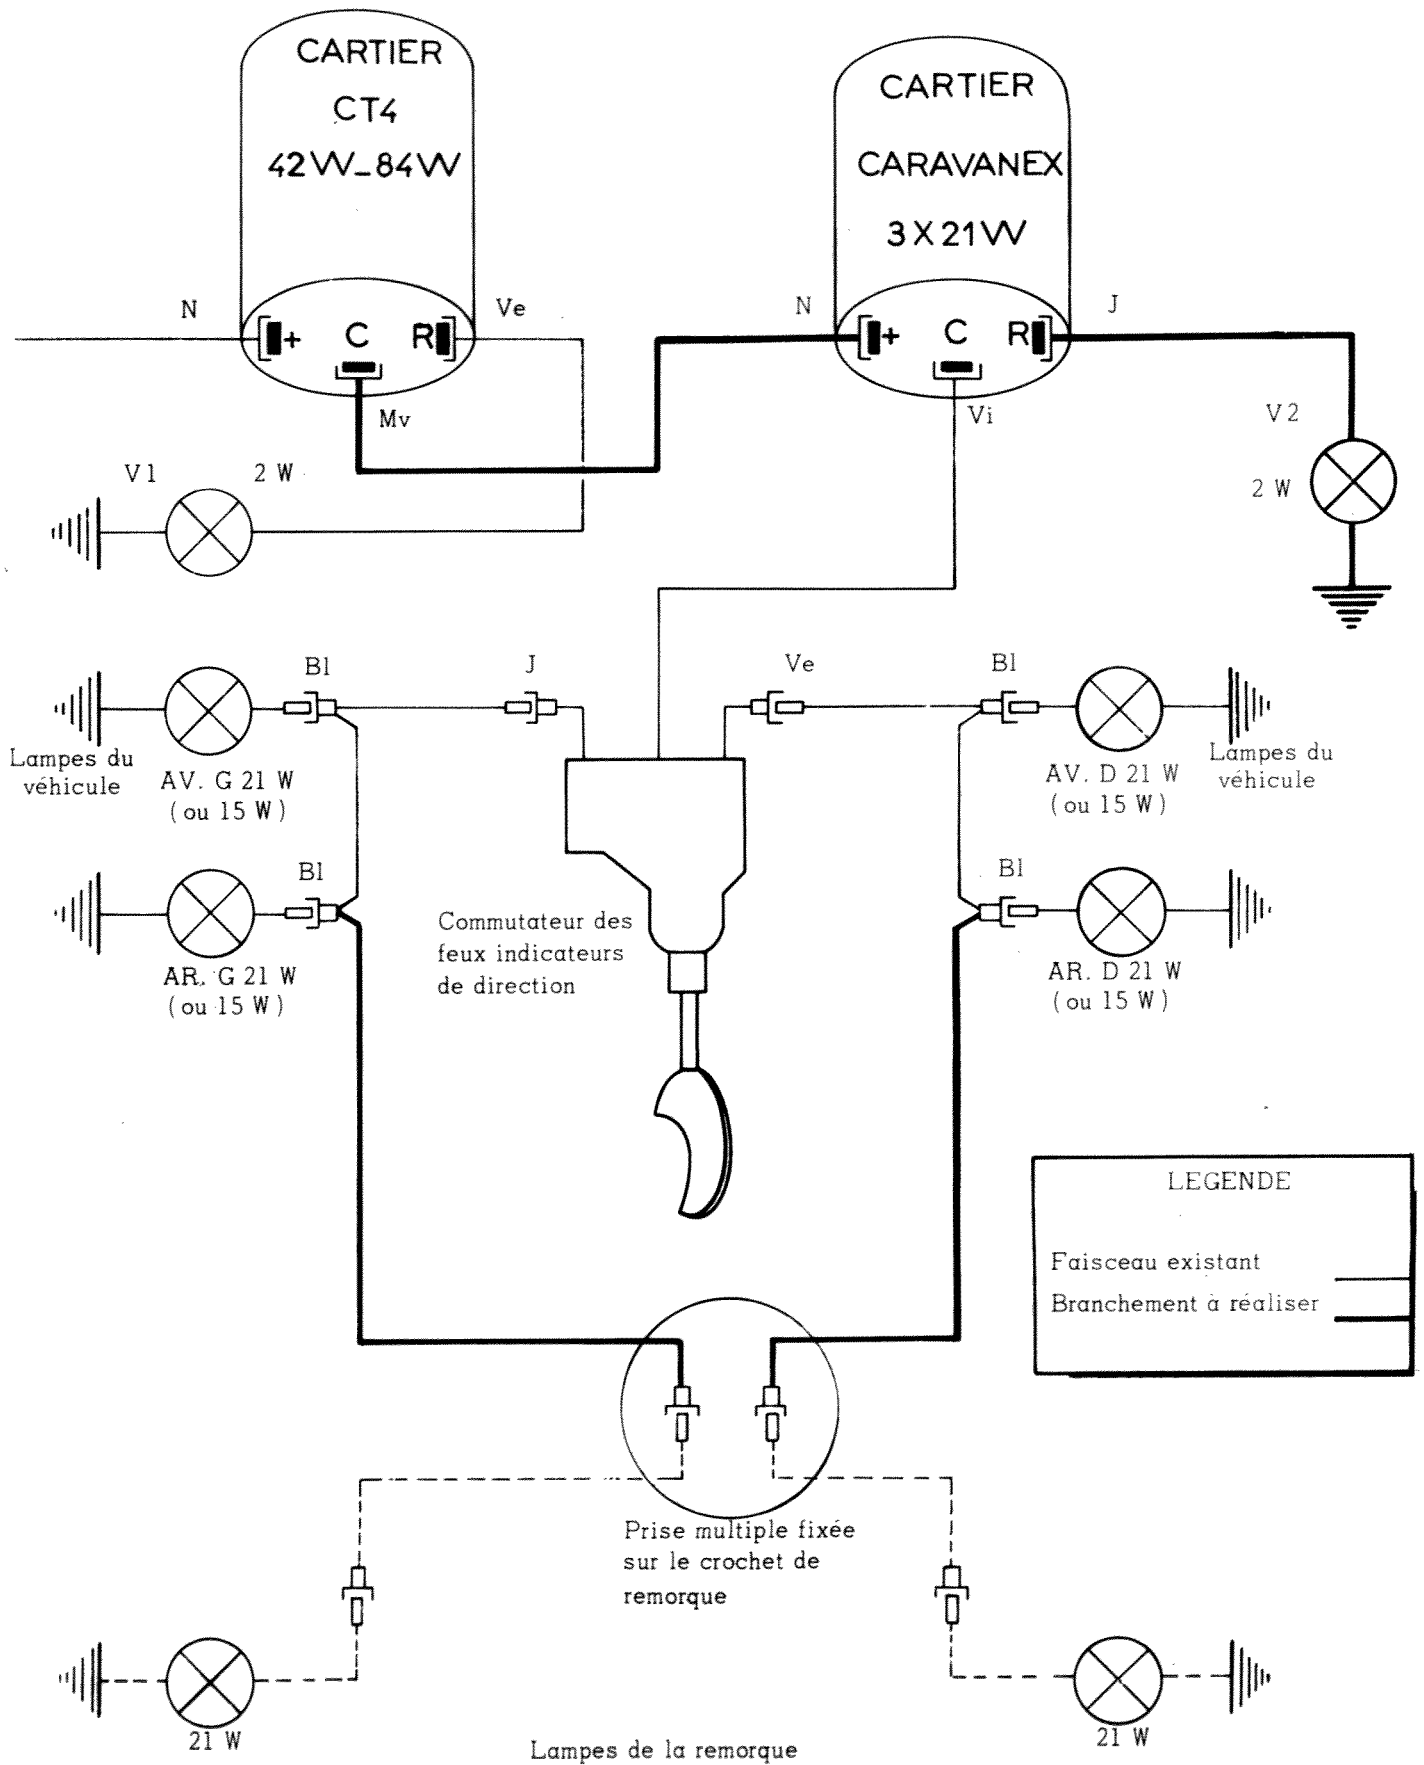 CARTIER
CT4
42W_84W
CARTIER
CARAVANEX
3X21W
N
+
C
R
Ve
N
+
C
R
J
Mv
Vi
V2
V1
2 W
2 W
Bl
J
Ve
Bl
Lampes du
véhicule
AV. G 21 W
(ou 15 W)
AV. D 21 W
(ou 15 W)
Lampes du
véhicule
Bl
Bl
AR. G 21 W
(ou 15 W)
Commutateur des
feux indicateurs
de direction
AR. D 21 W
(ou 15 W)
LEGENDE
Faisceau existant
Branchement à réaliser
Prise multiple fixée
sur le crochet de
remorque
21 W
21 W
Lampes de la remorque